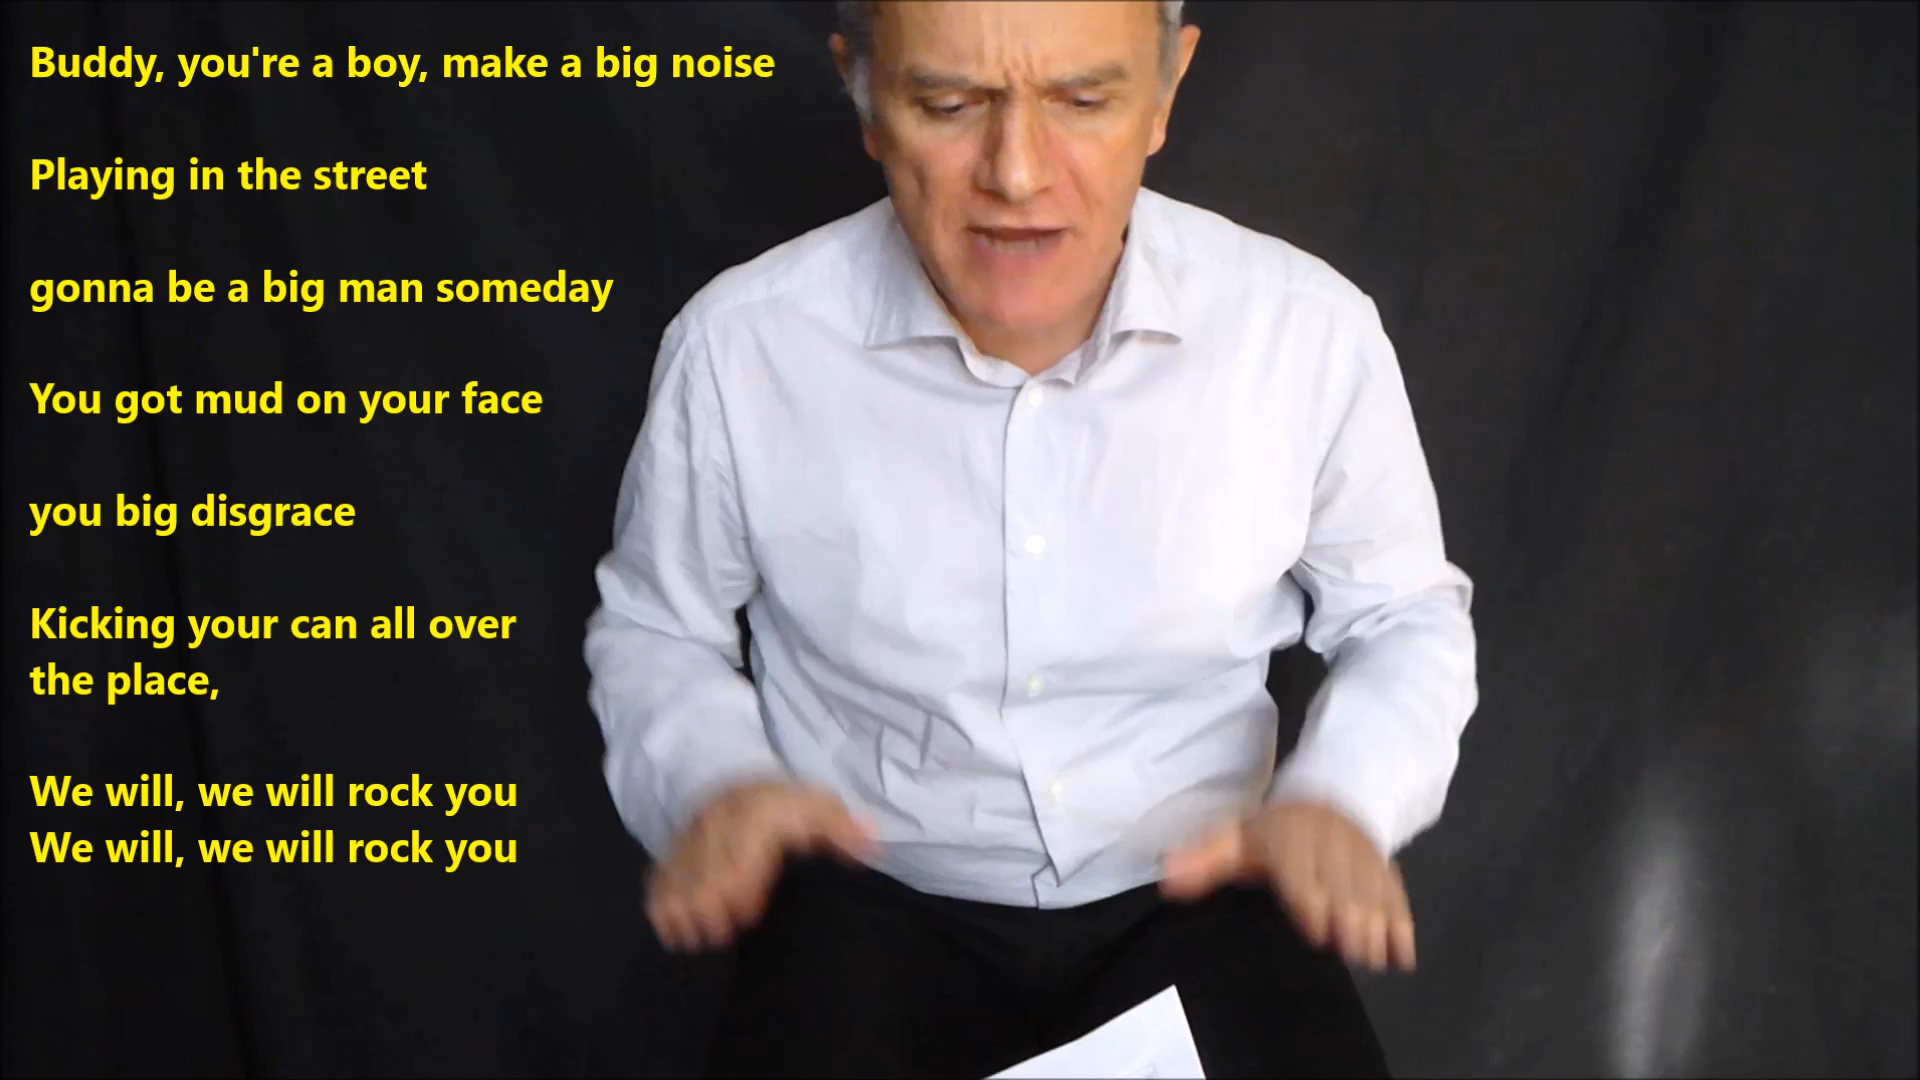 Buddy, you're a boy, make a big noise
Playing in the street
gonna be a big man someday
You got mud on your face
you big disgrace
Kicking your can all over
the place,
We will, we will rock you
We will, we will rock you